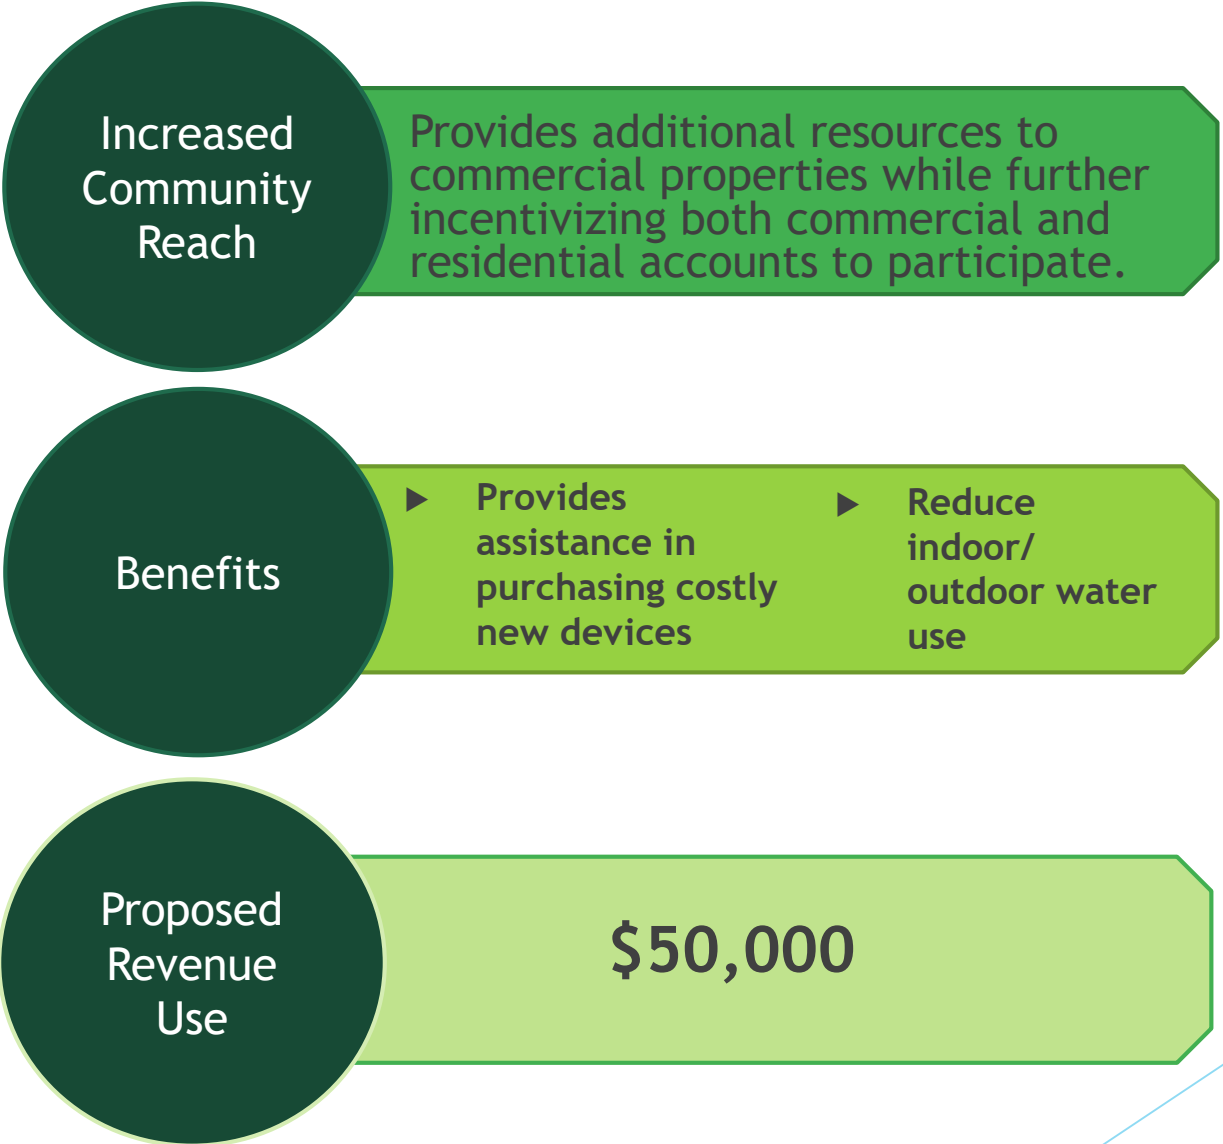 Increased
Community
Reach
Provides additional resources to
commercial properties while further
incentivizing both commercial and
residential accounts to participate.
Benefits
Provides
assistance in
purchasing costly
new devices
Reduce
indoor/
outdoor water
use
Proposed
Revenue
Use
$50,000